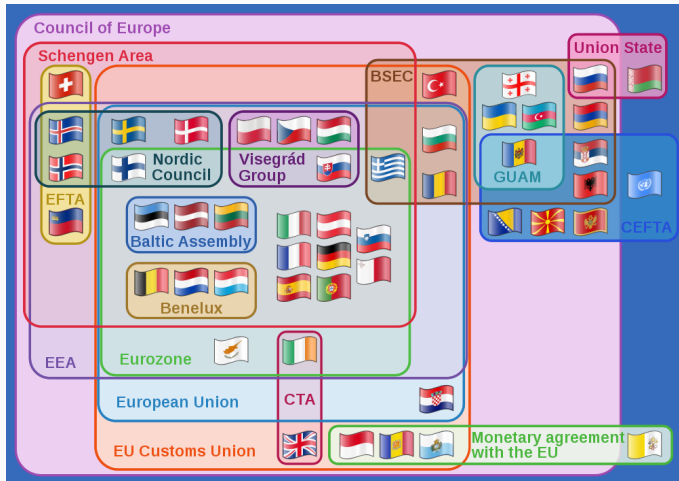 Council of Europe
Schengen Area
Union State
BSEC
Nordic
Council
Visegrád
Group
GUAM
EFTA
CEFTA
Baltic Assembly
Benelux
Eurozone
EEA
CTA
European Union
EU Customs Union
Monetary agreement
with the EU